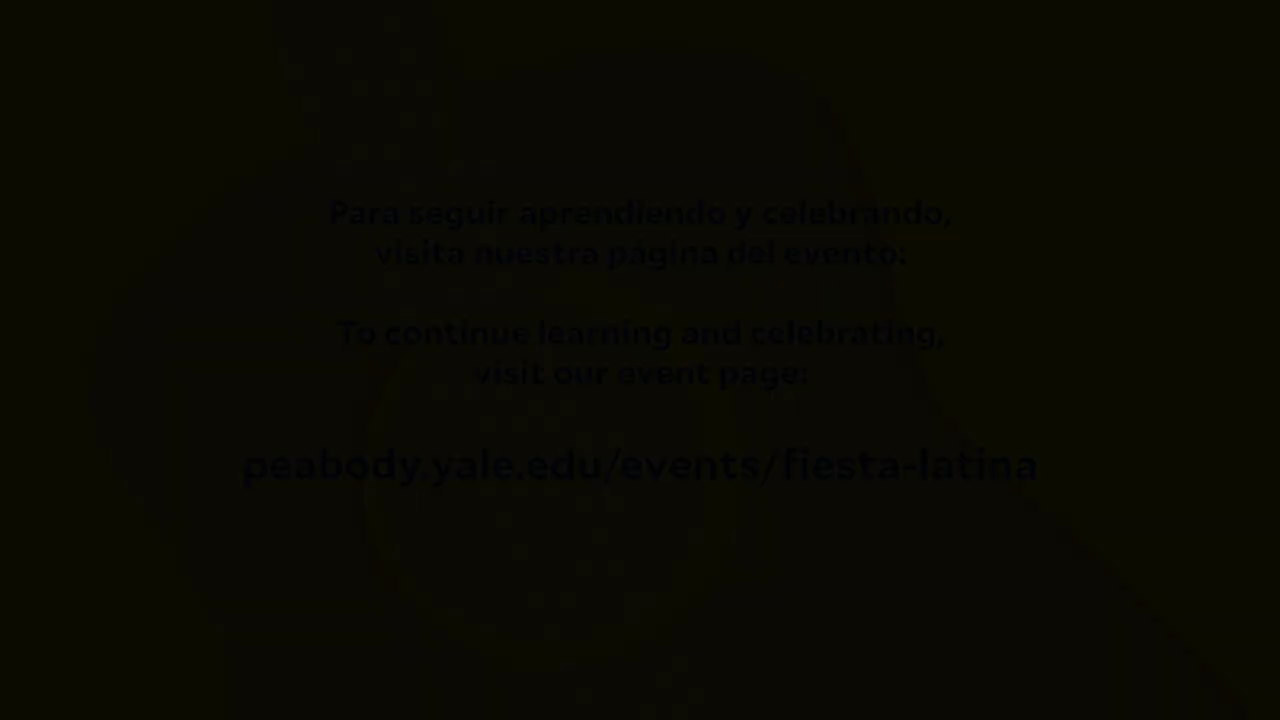 Para seguir aprendiendo y celebrando,
visita nuestra página del evento:
To continue learning and celebrating,
visit our event page:
peabody.yale.edu/events/fiesta-latina